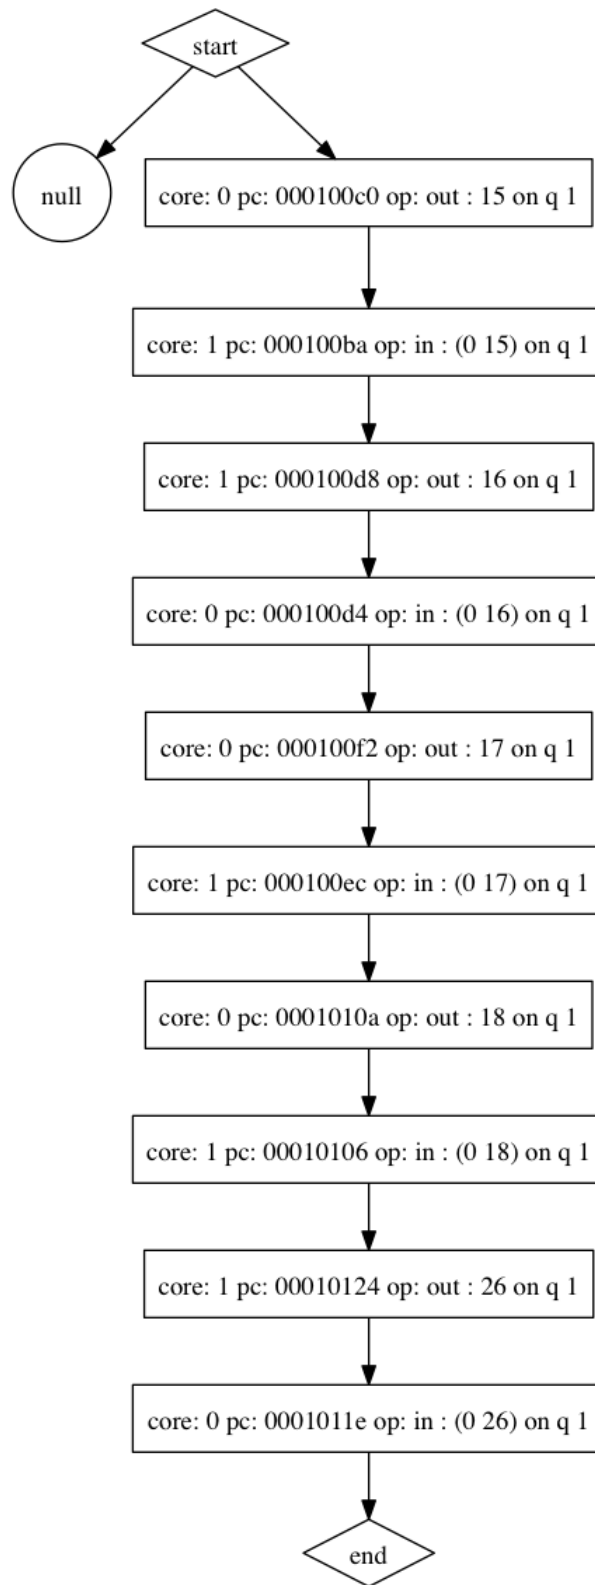 start
null
core: 0 pc: 000100c0 op: out : 15 on q 1
core: 1 pc: 000100ba op: in : (0 15) on q 1
core: 1 pc: 000100d8 op: out : 16 on q 1
core: 0 pc: 000100d4 op: in : (0 16) on q 1
core: 0 pc: 000100f2 op: out : 17 on q 1
core: 1 pc: 000100ec op: in : (0 17) on q 1
core: 0 pc: 0001010a op: out : 18 on q 1
core: 1 pc: 00010106 op: in : (0 18) on q 1
core: 1 pc: 00010124 op: out : 26 on q 1
core: 0 pc: 0001011e op: in : (0 26) on q 1
end